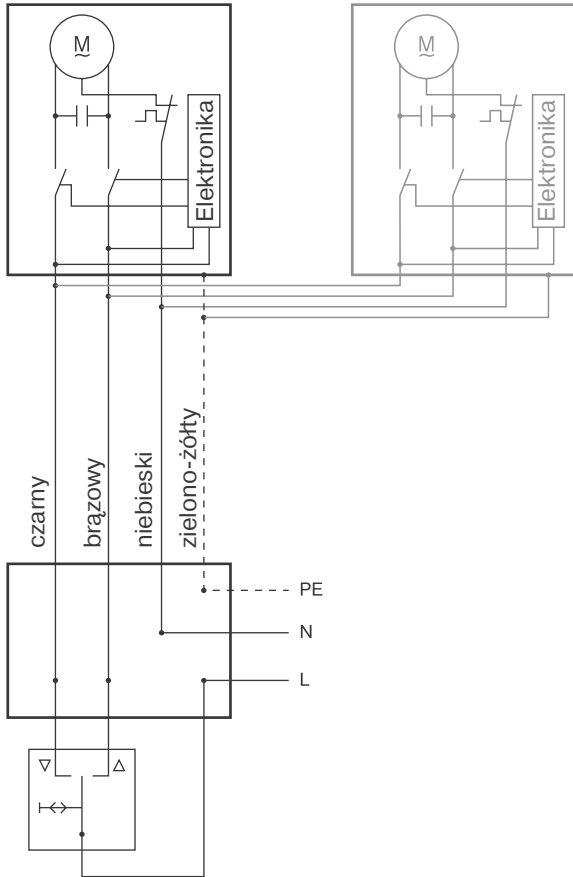 M
~
M
~
Elektronika
Elektronika
czarny
brązowy
niebieski
zielono-żółty
PE
N
L